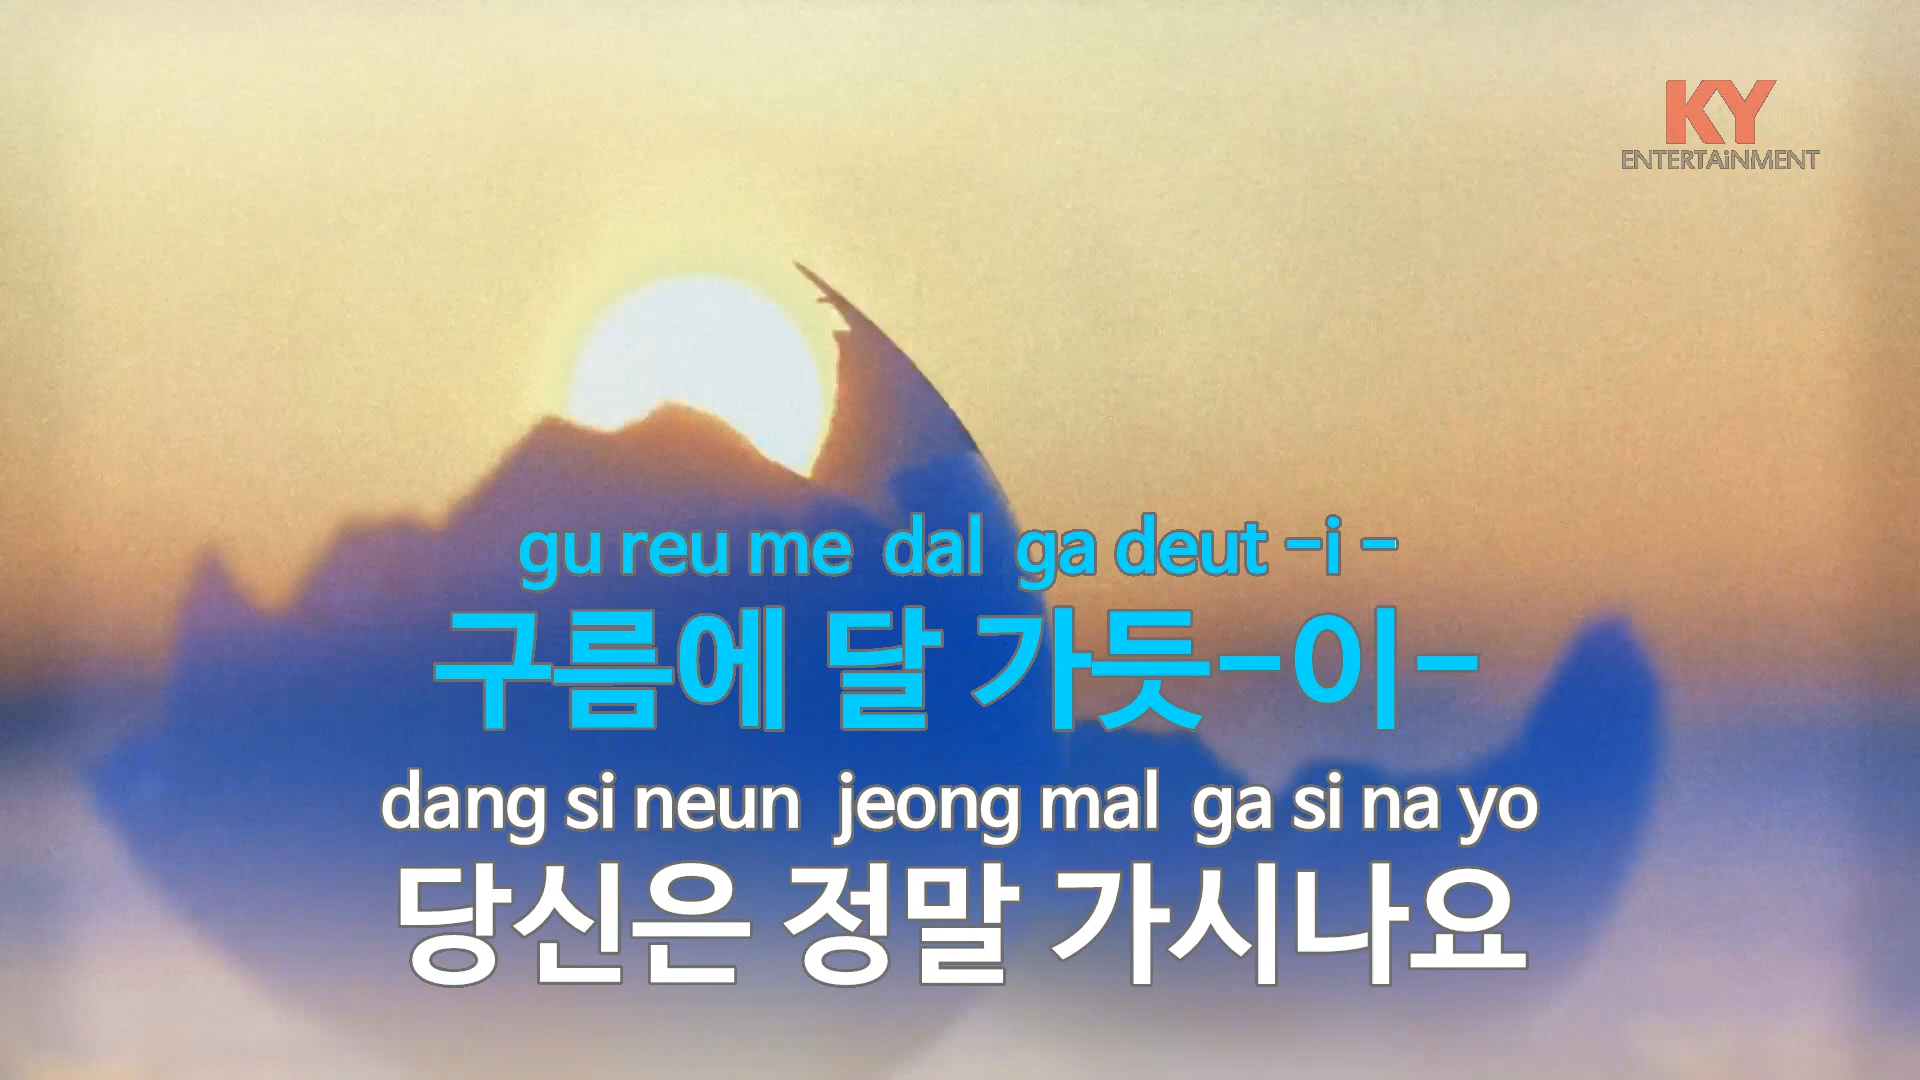 KY
ENTERTAiNMENT
gu reu me dal ga deut -i -
구름에 달 가듯-이-
dang si neun jeong mal ga si na yo
당신은 정말 가시나요